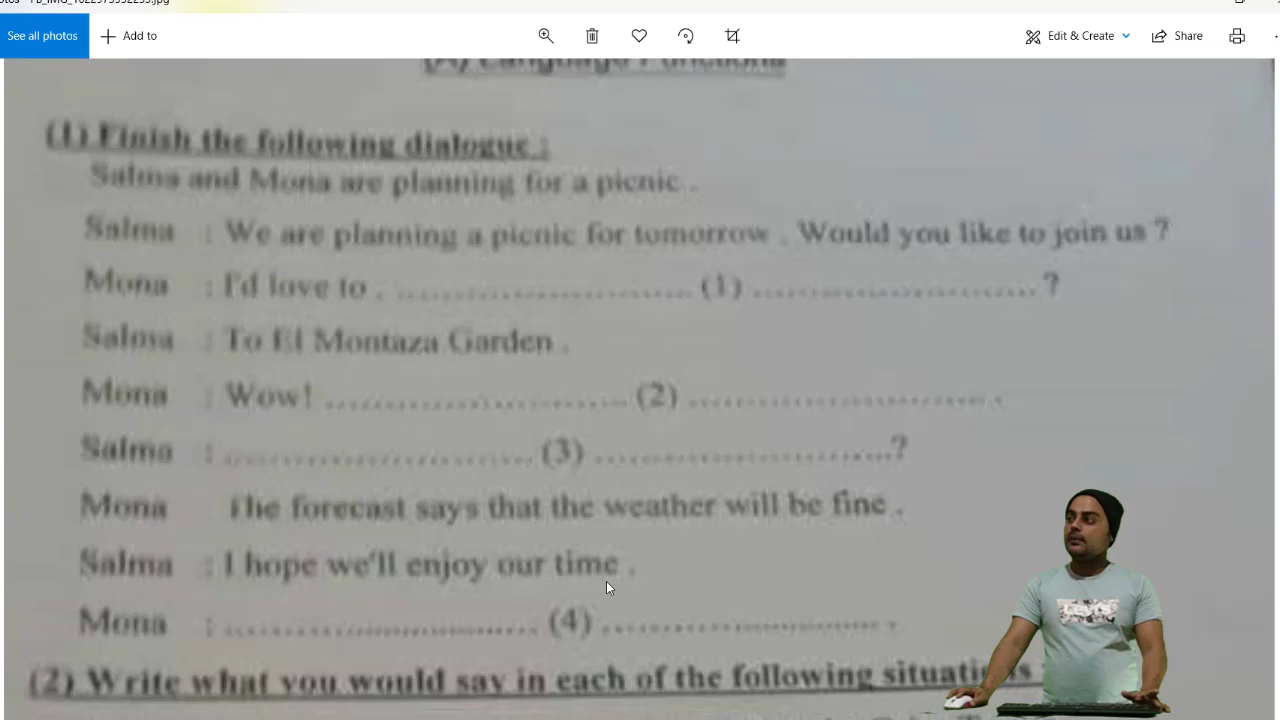 See all photos
Add to
Edit & Create
Share
(A) Language Functions
(1) Finish the following dialogue :
Salma and Mona are planning for a picnic .
Salma : We are planning a picnic for tomorrow . Would you like to join us ?
Mona : I'd love to . .............................. (1) .............................. ?
Salma : To El Montaza Garden .
Mona : Wow! .............................. (2) .............................. .
Salma : .............................. (3) ..............................?
Mona The forecast says that the weather will be fine .
Salma : I hope we'll enjoy our time .
Mona : .............................. (4) .............................. .
(2) Write what you would say in each of the following